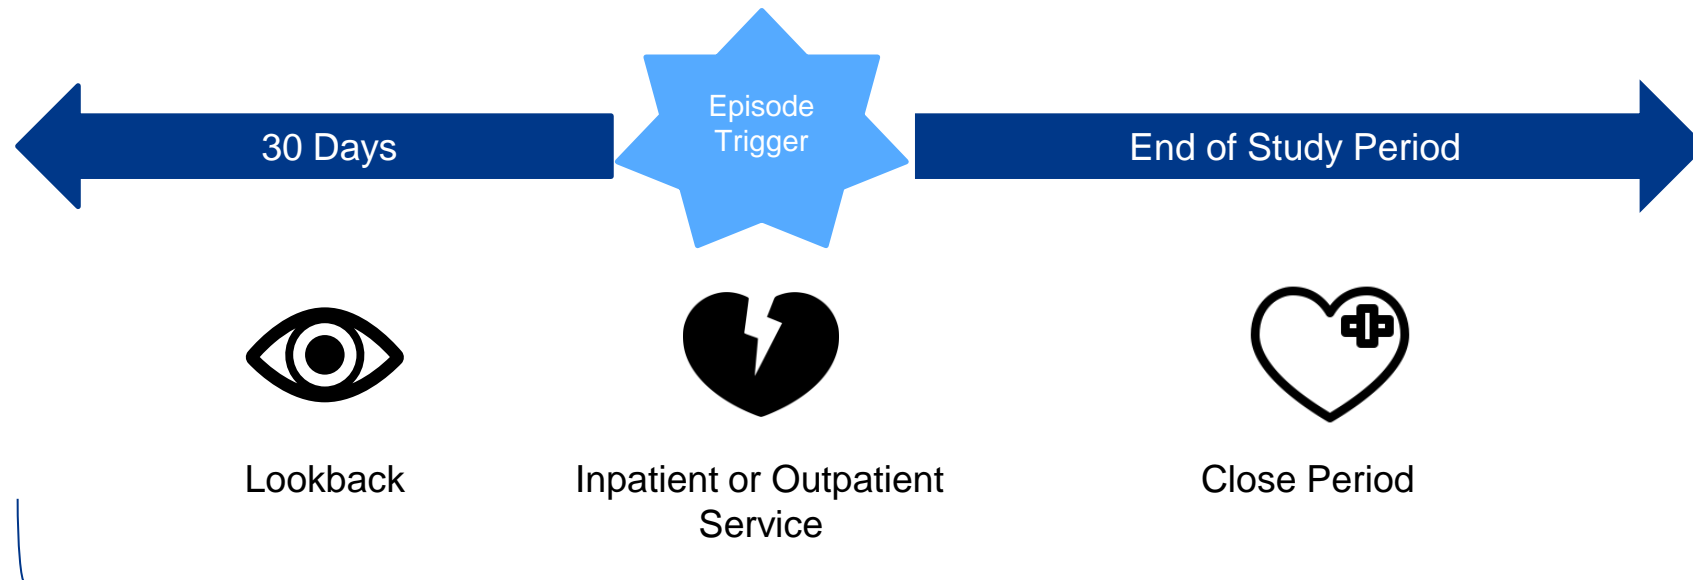 Episode
Trigger
30 Days
End of Study Period
Lookback
Inpatient or Outpatient
Service
Close Period